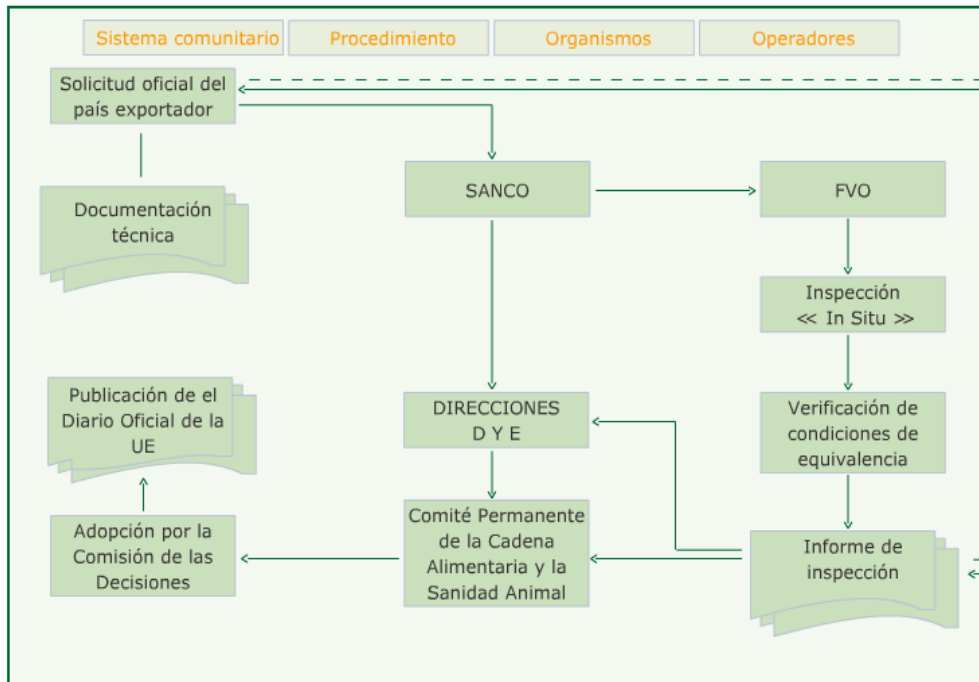 Sistema comunitario
Procedimiento
Organismos
Operadores
Solicitud oficial del
país exportador
SANCO
FVO
Documentación
técnica
Inspección
<< In Situ >>
Publicación de el
Diario Oficial de la
UE
DIRECCIONES
D Y E
Verificación de
condiciones de
equivalencia
Adopción por la
Comisión de las
Decisiones
Comité Permanente
de la Cadena
Alimentaria y la
Sanidad Animal
Informe de
inspección